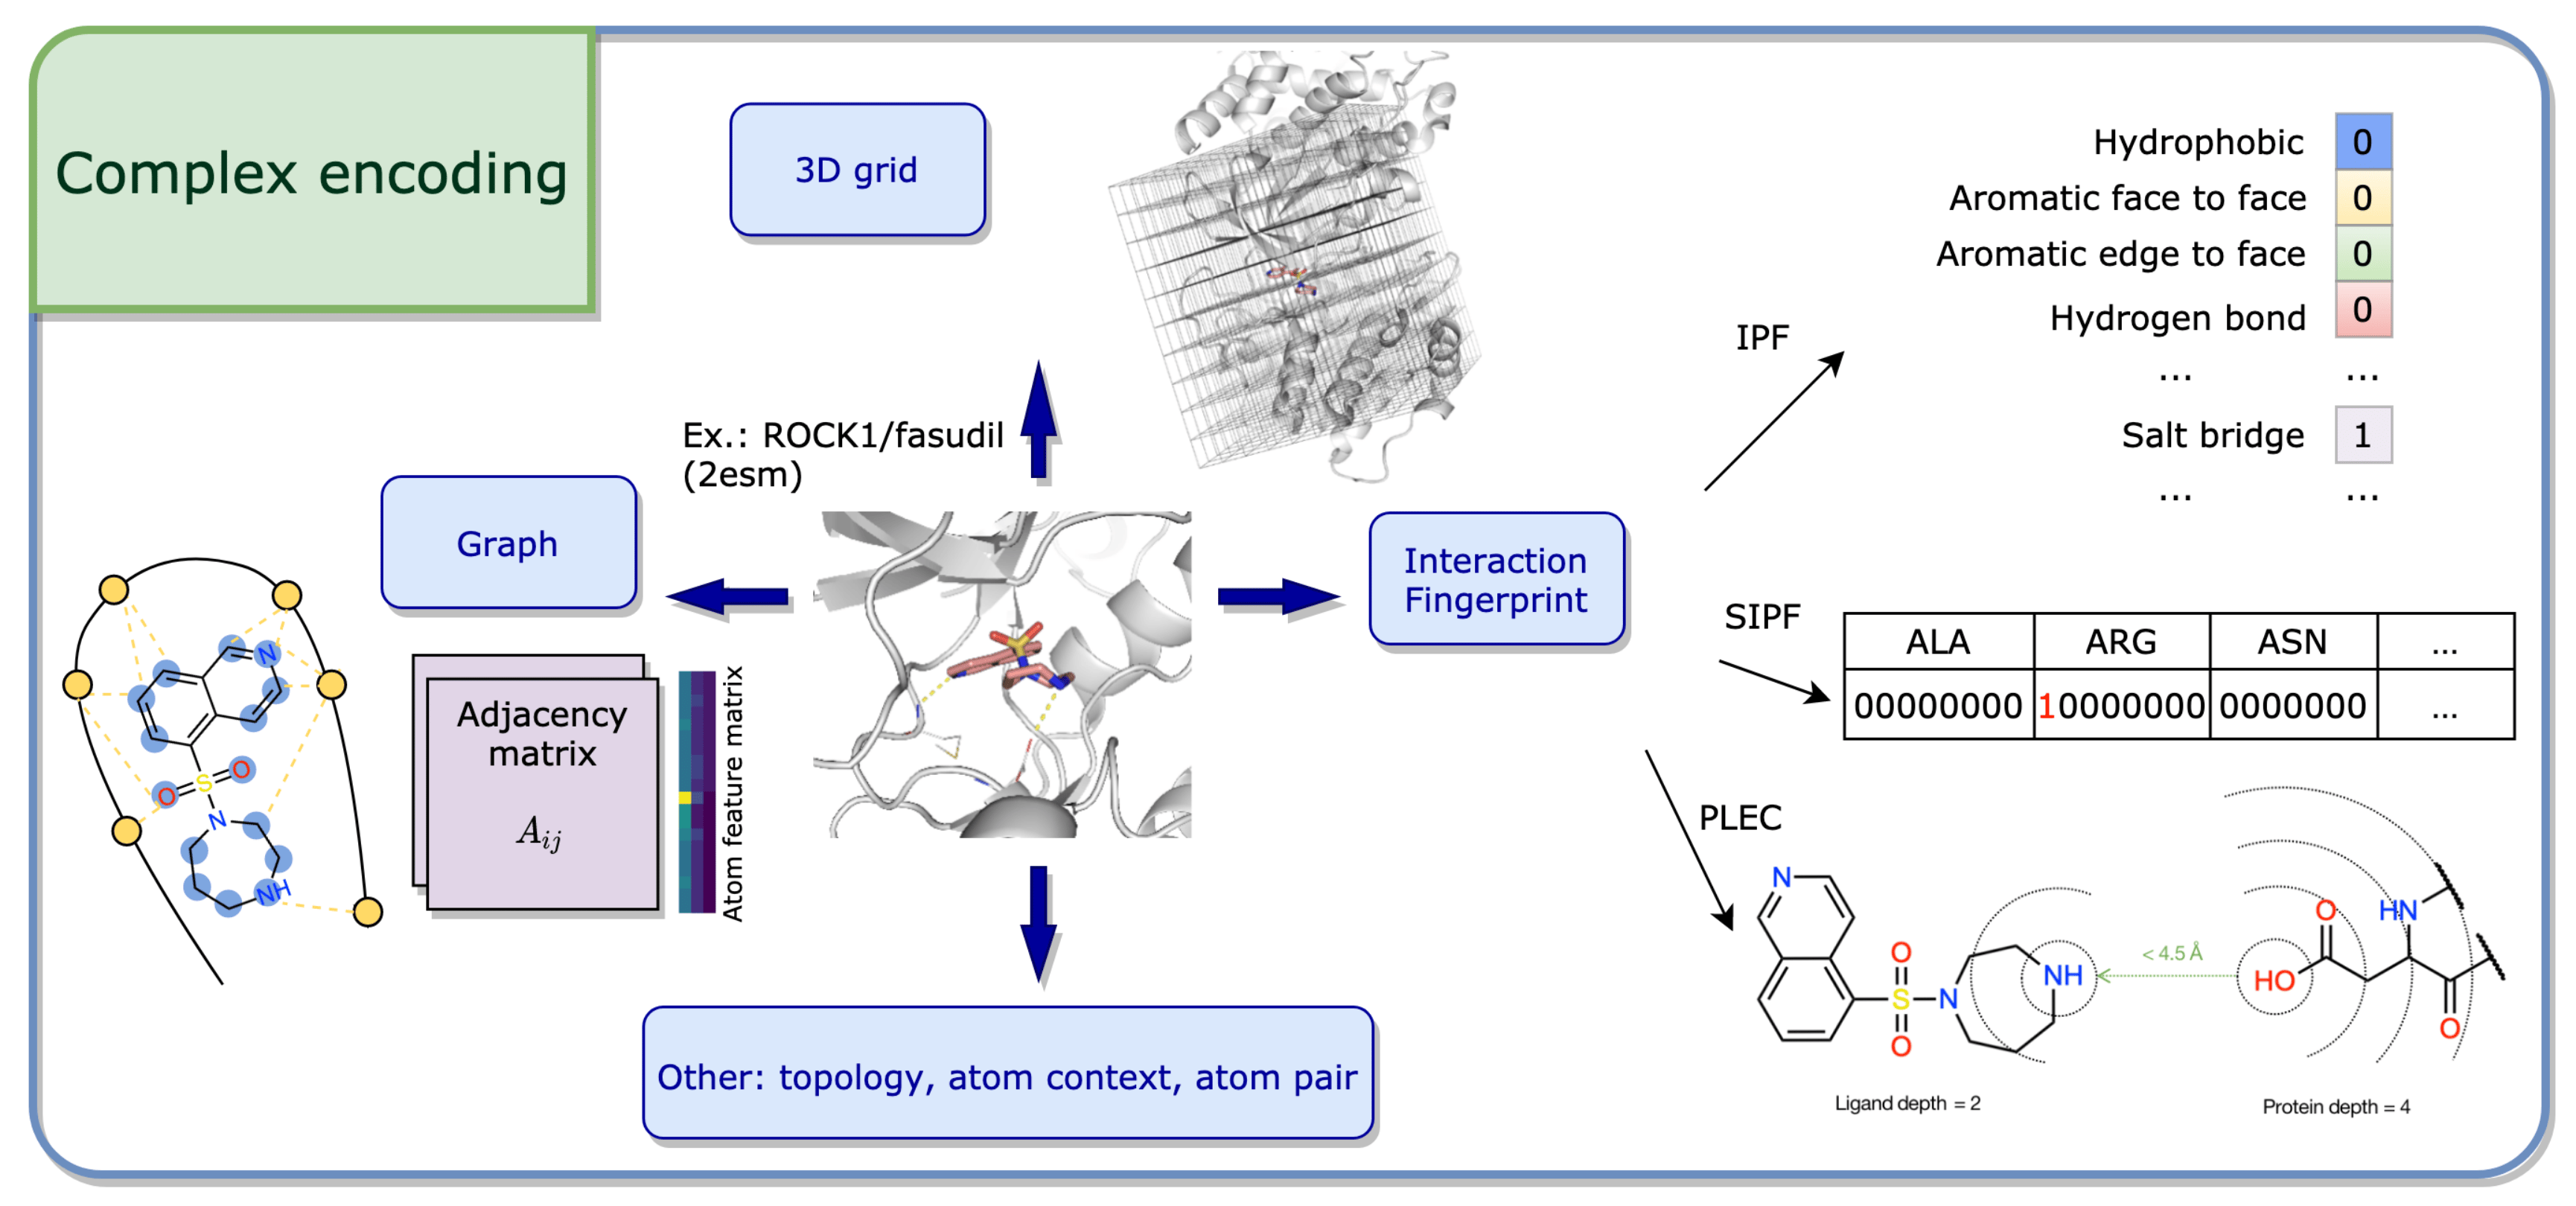 Complex encoding
3D grid
Ex.: ROCK1/fasudil
(2esm)
Graph
N
O
S
O
N
NH
Adjacency
matrix
A_{ij}
Atom feature matrix
Interaction
Fingerprint
Other: topology, atom context, atom pair
IPF
Hydrophobic 0
Aromatic face to face 0
Aromatic edge to face 0
Hydrogen bond 0
... ...
Salt bridge 1
... ...
SIPF
ALA ARG ASN ...
00000000 10000000 0000000 ...
PLEC
N
O
S N
O
NH
< 4.5 Å
O
HN
HO
O
Ligand depth = 2
Protein depth = 4